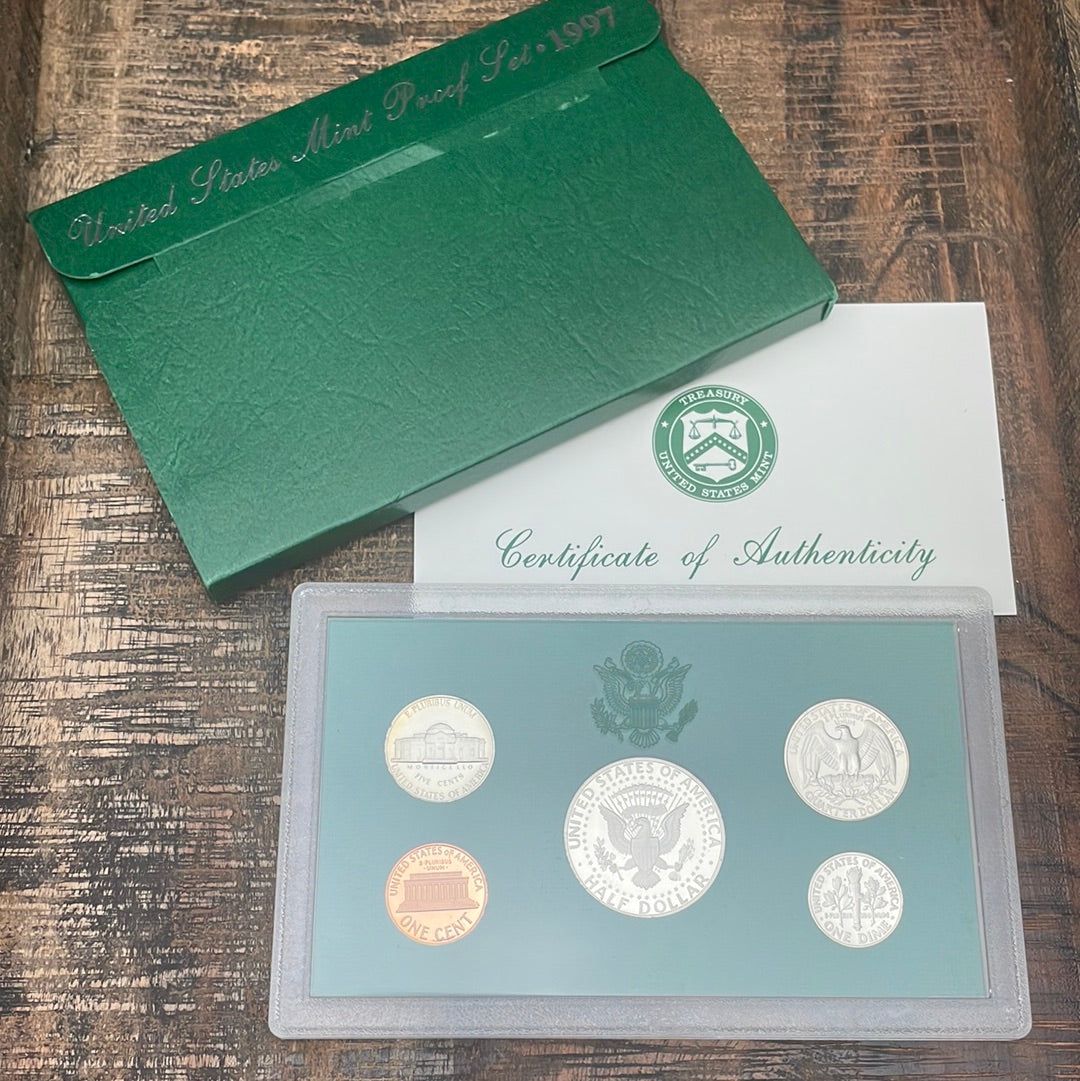 United States Mint Proof Set • 1997
TREASURY
UNITED STATES MINT
Certificate of Authenticity
E PLURIBUS UNUM
MONTICELLO
FIVE CENTS
UNITED STATES OF AMERICA
UNITED STATES OF AMERICA
HALF DOLLAR
UNITED STATES OF AMERICA
QUARTER DOLLAR
UNITED STATES of AMERICA
E·PLURIBUS
·UNUM·
ONE CENT
UNITED STATES OF AMERICA
ONE DIME